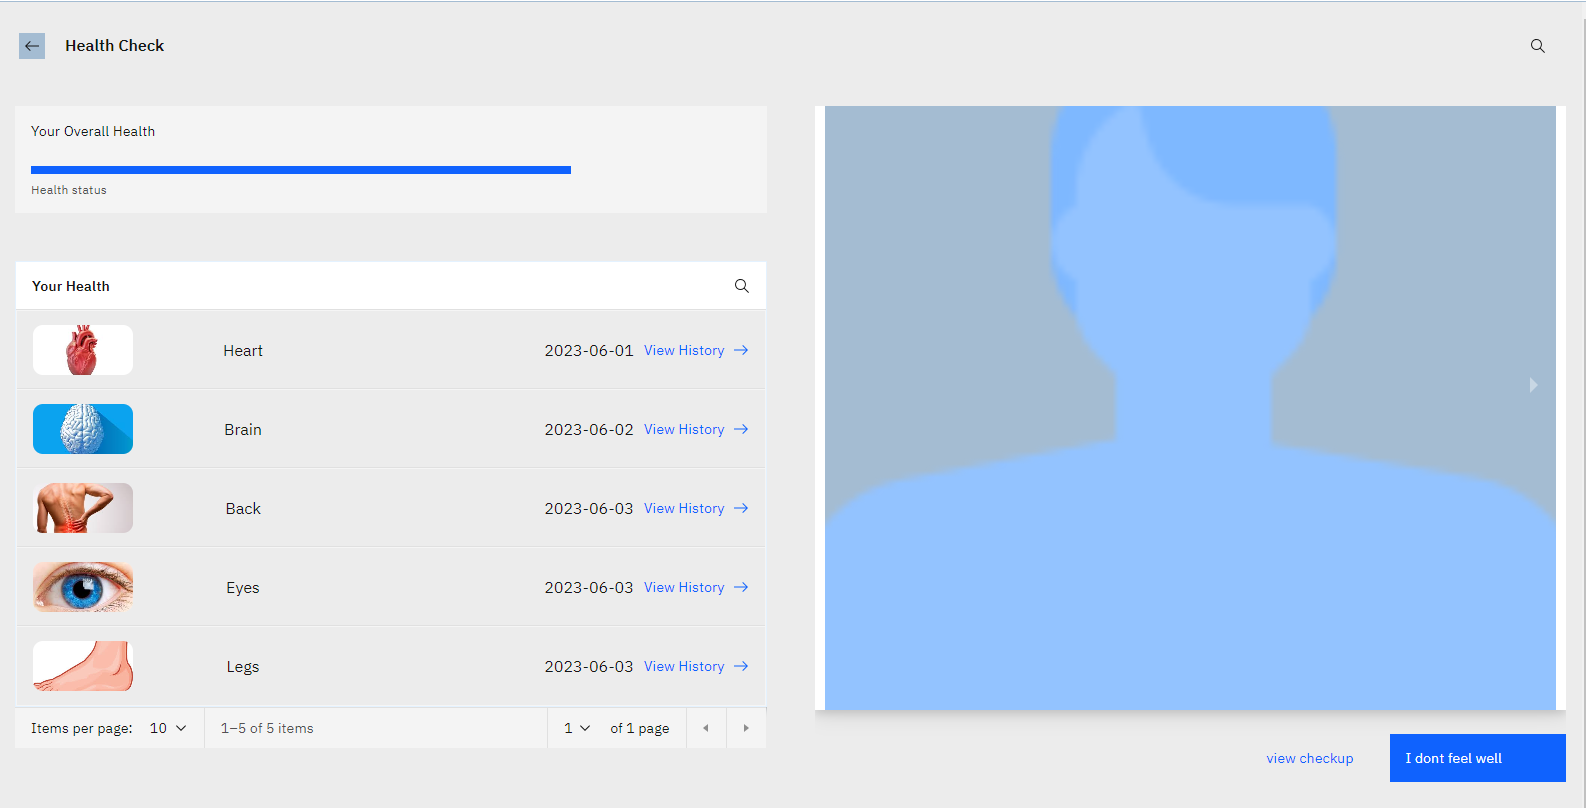 Health Check
Your Overall Health
Health status
Your Health
Heart 2023-06-01 View History
Brain 2023-06-02 View History
Back 2023-06-03 View History
Eyes 2023-06-03 View History
Legs 2023-06-03 View History
Items per page: 10 1–5 of 5 items 1 of 1 page
view checkup I dont feel well